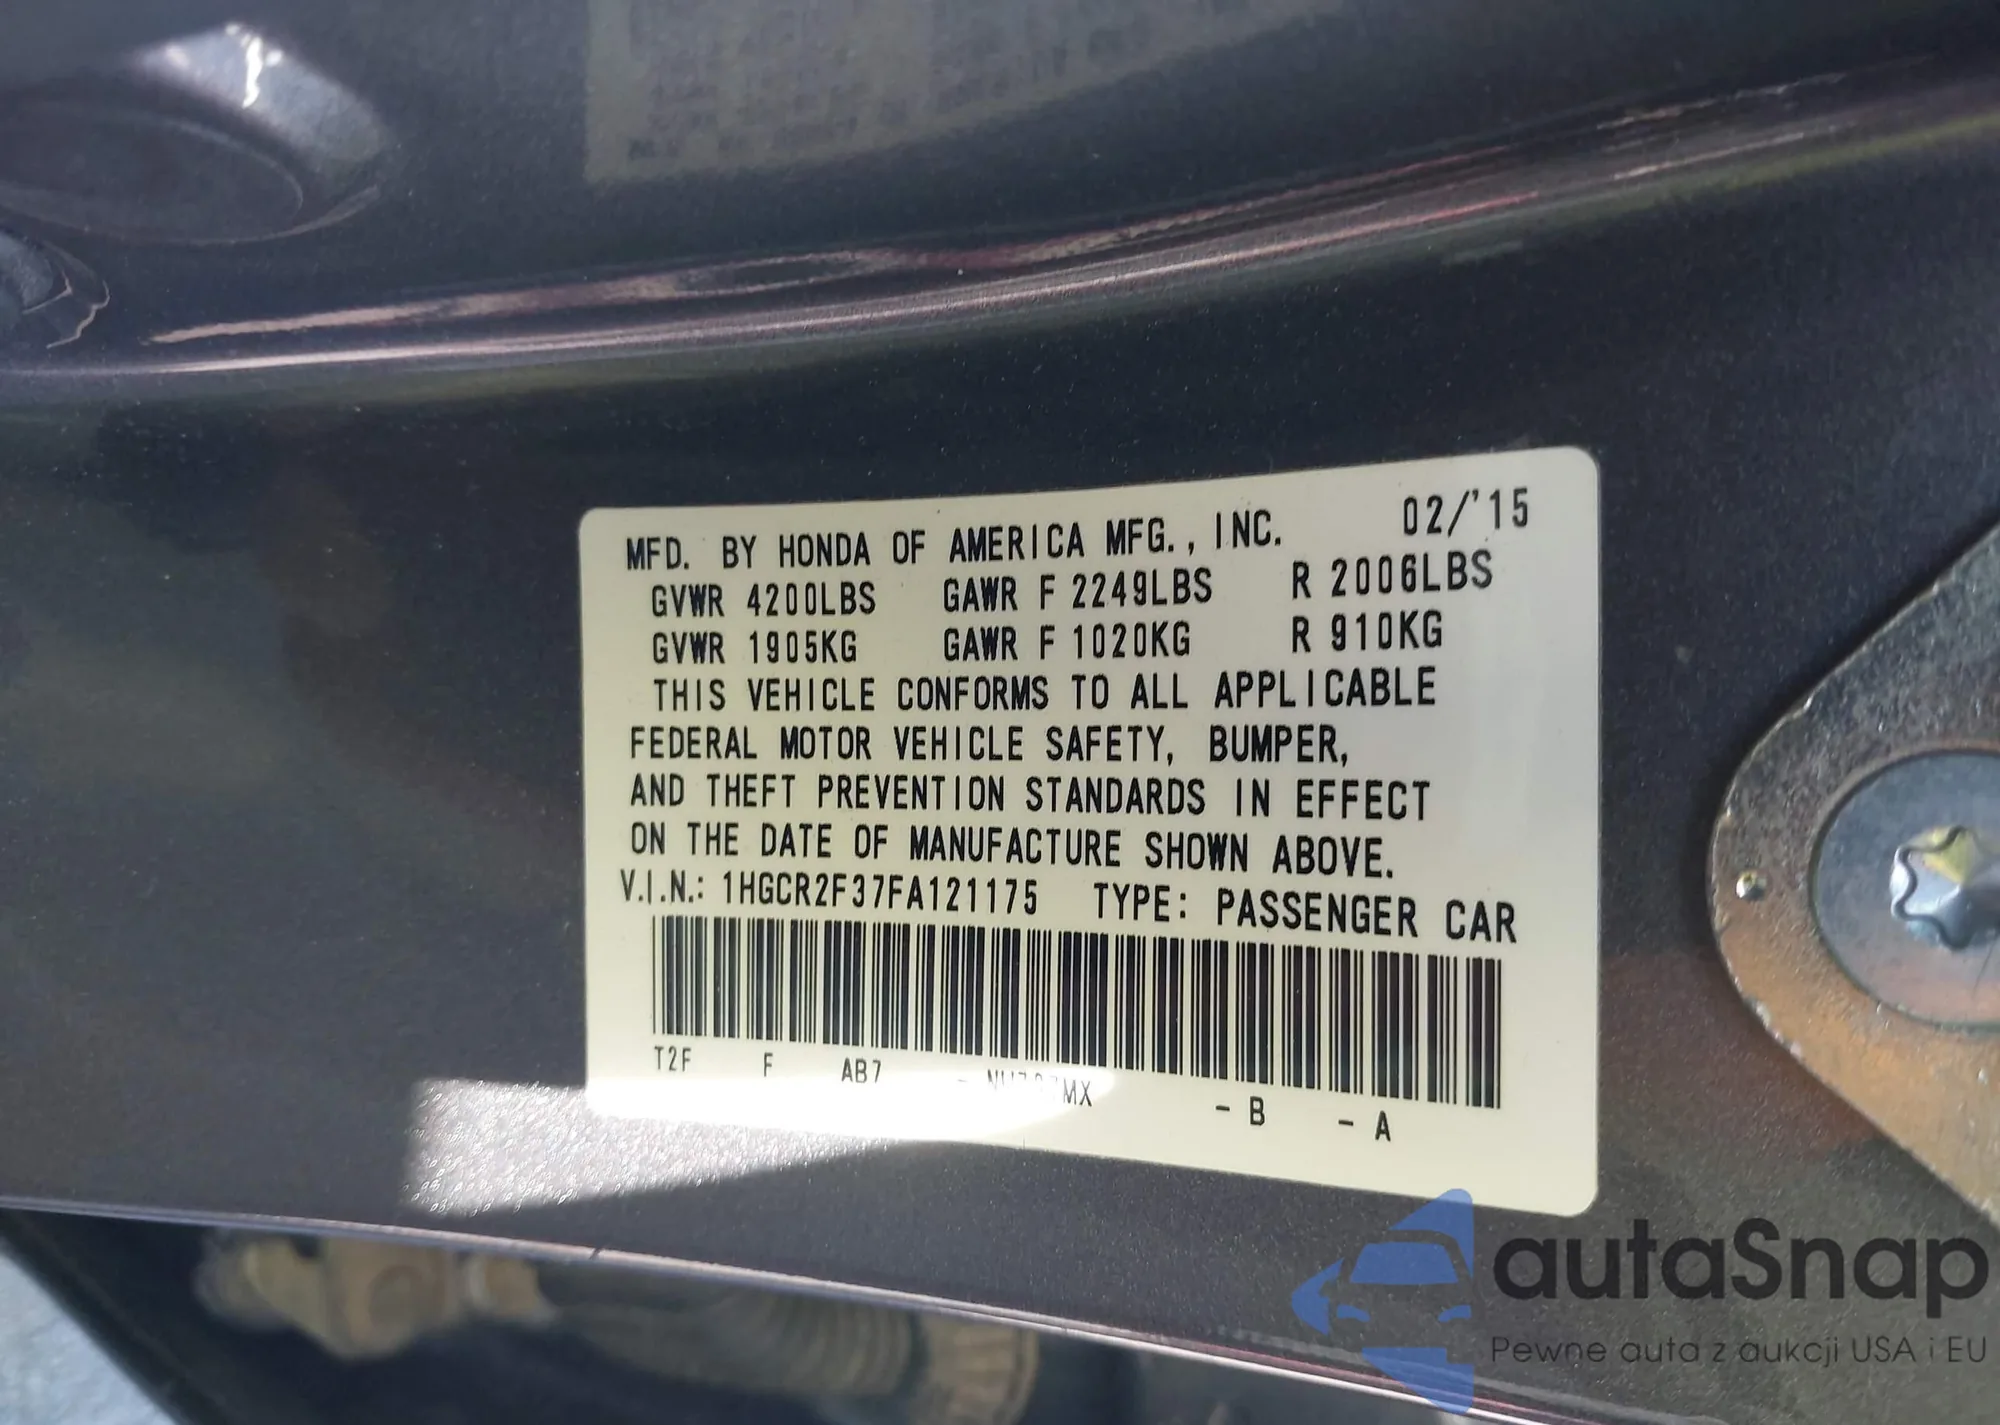 MFD. BY HONDA OF AMERICA MFG., INC. 02/'15
GVWR 4200LBS GAWR F 2249LBS R 2006LBS
GVWR 1905KG GAWR F 1020KG R 910KG
THIS VEHICLE CONFORMS TO ALL APPLICABLE
FEDERAL MOTOR VEHICLE SAFETY, BUMPER,
AND THEFT PREVENTION STANDARDS IN EFFECT
ON THE DATE OF MANUFACTURE SHOWN ABOVE.
V.I.N.: 1HGCR2F37FA121175 TYPE: PASSENGER CAR
T2F F AB7 - B - A
autaSnap
Pewne auta z aukcji USA i EU